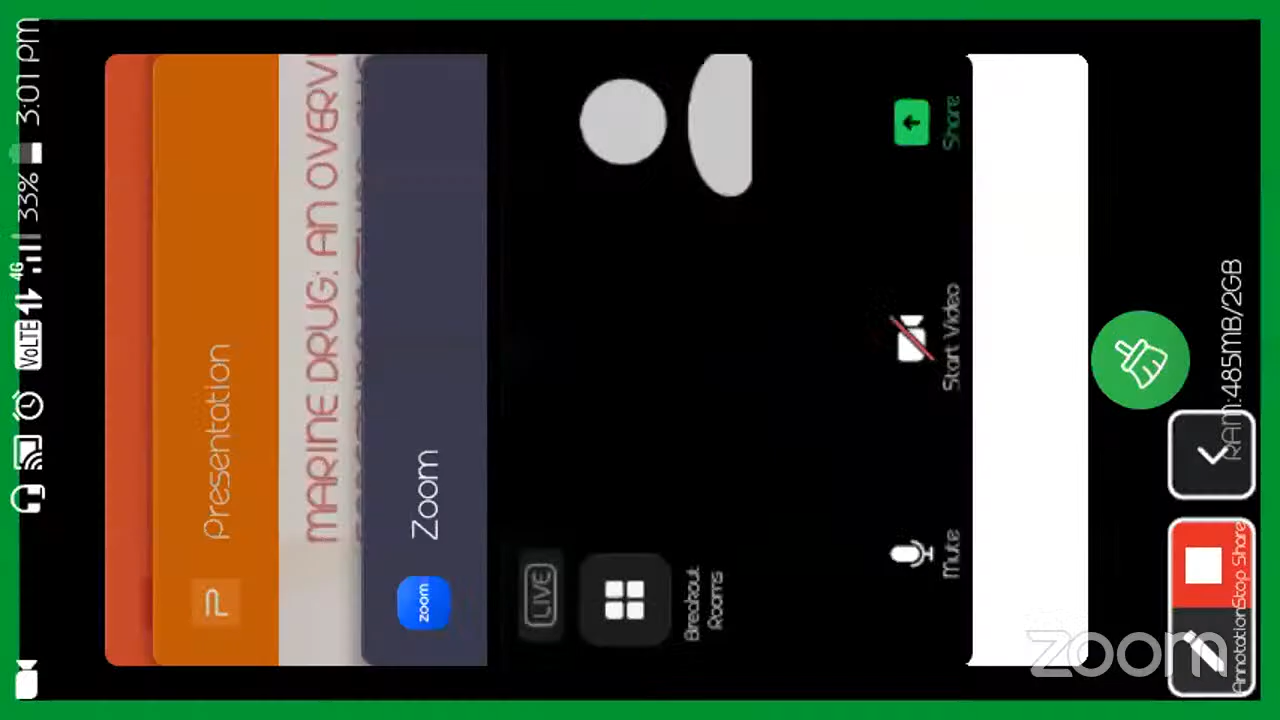 3:01 pm
33%
4G
VoLTE
Presentation
MARINE DRUG: AN OVERVI
zoom
Zoom
LIVE
Breakout
Rooms
Share
Start Video
Mute
RAM:485MB/2GB
Stop Share
Annotation
zoom